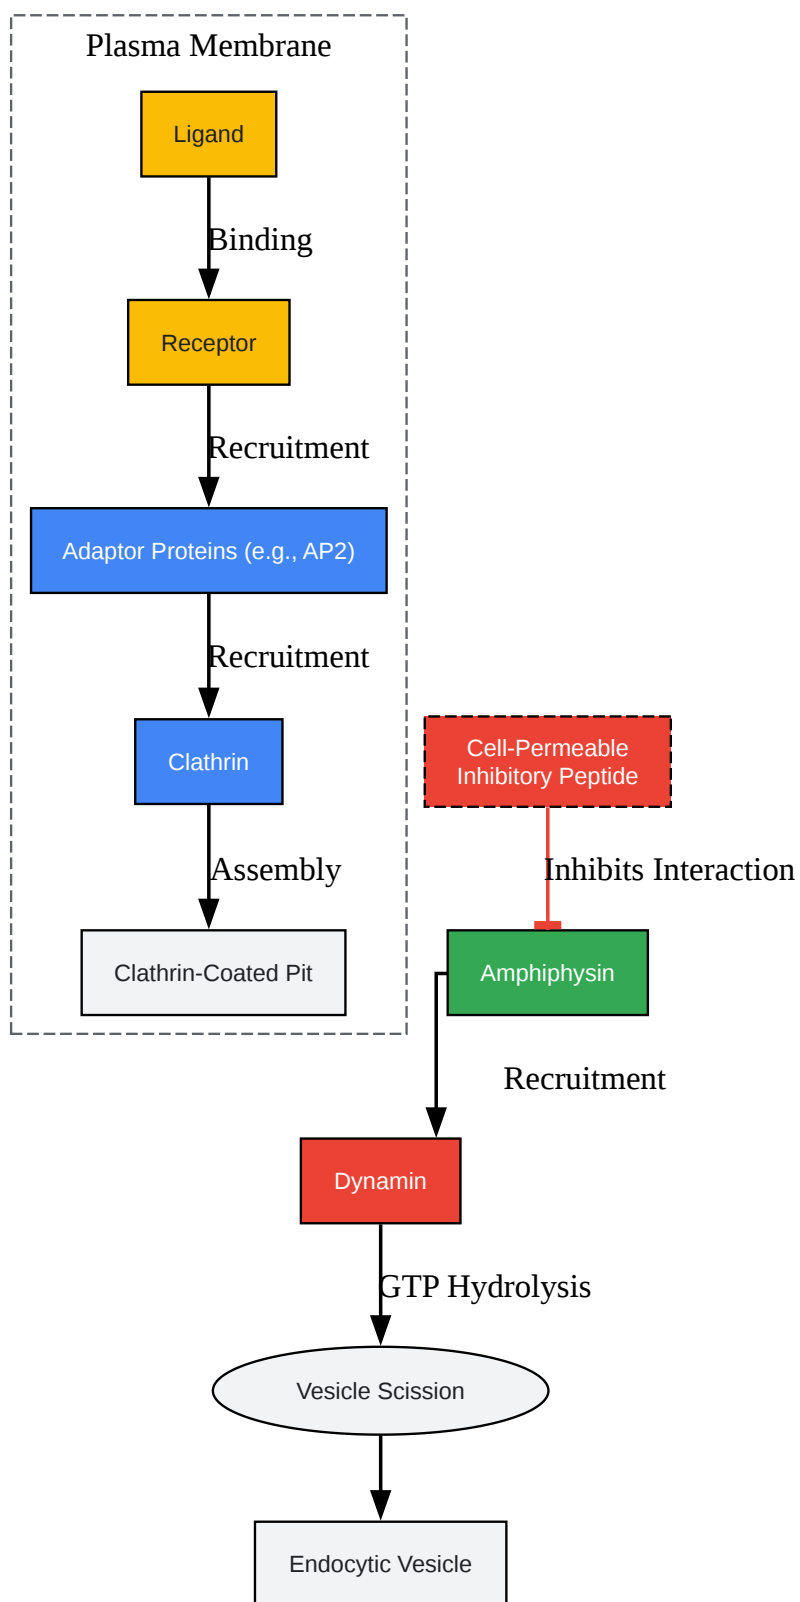 Plasma Membrane
Ligand
Binding
Receptor
Recruitment
Adaptor Proteins (e.g., AP2)
Recruitment
Clathrin
Cell-Permeable
Inhibitory Peptide
Assembly
Inhibits Interaction
Clathrin-Coated Pit
Amphiphysin
Recruitment
Dynamin
GTP Hydrolysis
Vesicle Scission
Endocytic Vesicle